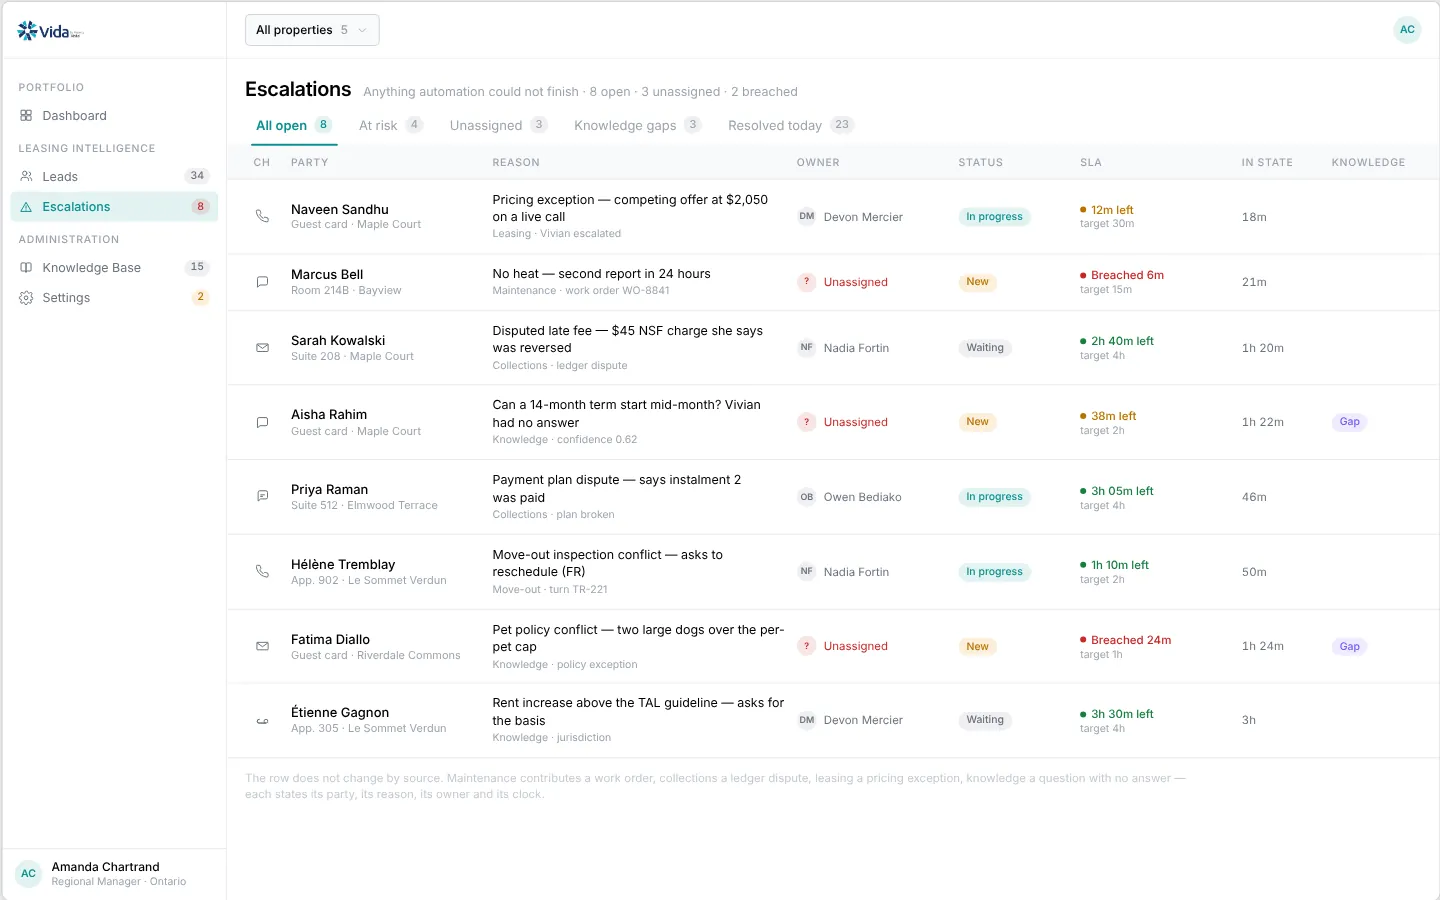 Vida
All properties 5
AC
PORTFOLIO
Dashboard
LEASING INTELLIGENCE
Leads 34
Escalations 8
ADMINISTRATION
Knowledge Base 15
Settings 2
Escalations Anything automation could not finish · 8 open · 3 unassigned · 2 breached
All open 8 At risk 4 Unassigned 3 Knowledge gaps 3 Resolved today 23
CH PARTY REASON OWNER STATUS SLA IN STATE KNOWLEDGE
Naveen Sandhu
Guest card · Maple Court
Pricing exception — competing offer at $2,050
on a live call
Leasing · Vivian escalated
DM Devon Mercier
In progress
12m left
target 30m
18m
Marcus Bell
Room 214B · Bayview
No heat — second report in 24 hours
Maintenance · work order WO-8841
? Unassigned
New
Breached 6m
target 15m
21m
Sarah Kowalski
Suite 208 · Maple Court
Disputed late fee — $45 NSF charge she says
was reversed
Collections · ledger dispute
NF Nadia Fortin
Waiting
2h 40m left
target 4h
1h 20m
Aisha Rahim
Guest card · Maple Court
Can a 14-month term start mid-month? Vivian
had no answer
Knowledge · confidence 0.62
? Unassigned
New
38m left
target 2h
1h 22m
Gap
Priya Raman
Suite 512 · Elmwood Terrace
Payment plan dispute — says instalment 2
was paid
Collections · plan broken
OB Owen Bediako
In progress
3h 05m left
target 4h
46m
Hélène Tremblay
App. 902 · Le Sommet Verdun
Move-out inspection conflict — asks to
reschedule (FR)
Move-out · turn TR-221
NF Nadia Fortin
In progress
1h 10m left
target 2h
50m
Fatima Diallo
Guest card · Riverdale Commons
Pet policy conflict — two large dogs over the per-
pet cap
Knowledge · policy exception
? Unassigned
New
Breached 24m
target 1h
1h 24m
Gap
Étienne Gagnon
App. 305 · Le Sommet Verdun
Rent increase above the TAL guideline — asks for
the basis
Knowledge · jurisdiction
DM Devon Mercier
Waiting
3h 30m left
target 4h
3h
The row does not change by source. Maintenance contributes a work order, collections a ledger dispute, leasing a pricing exception, knowledge a question with no answer —
each states its party, its reason, its owner and its clock.
AC
Amanda Chartrand
Regional Manager · Ontario